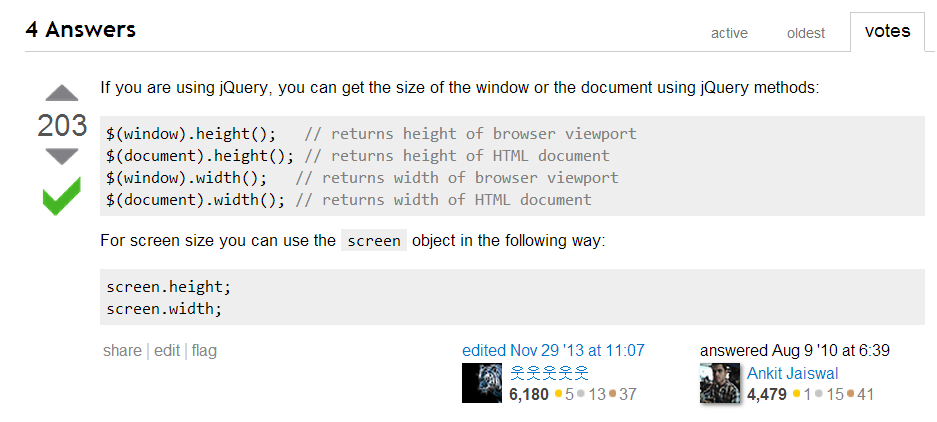 4 Answers
active oldest votes
If you are using jQuery, you can get the size of the window or the document using jQuery methods:
203
$(window).height();   // returns height of browser viewport
$(document).height(); // returns height of HTML document
$(window).width();   // returns width of browser viewport
$(document).width(); // returns width of HTML document
For screen size you can use the screen object in the following way:
screen.height;
screen.width;
share | edit | flag
edited Nov 29 '13 at 11:07
웃웃웃웃웃
6,180 ●5 ●13 ●37
answered Aug 9 '10 at 6:39
Ankit Jaiswal
4,479 ●1 ●15 ●41